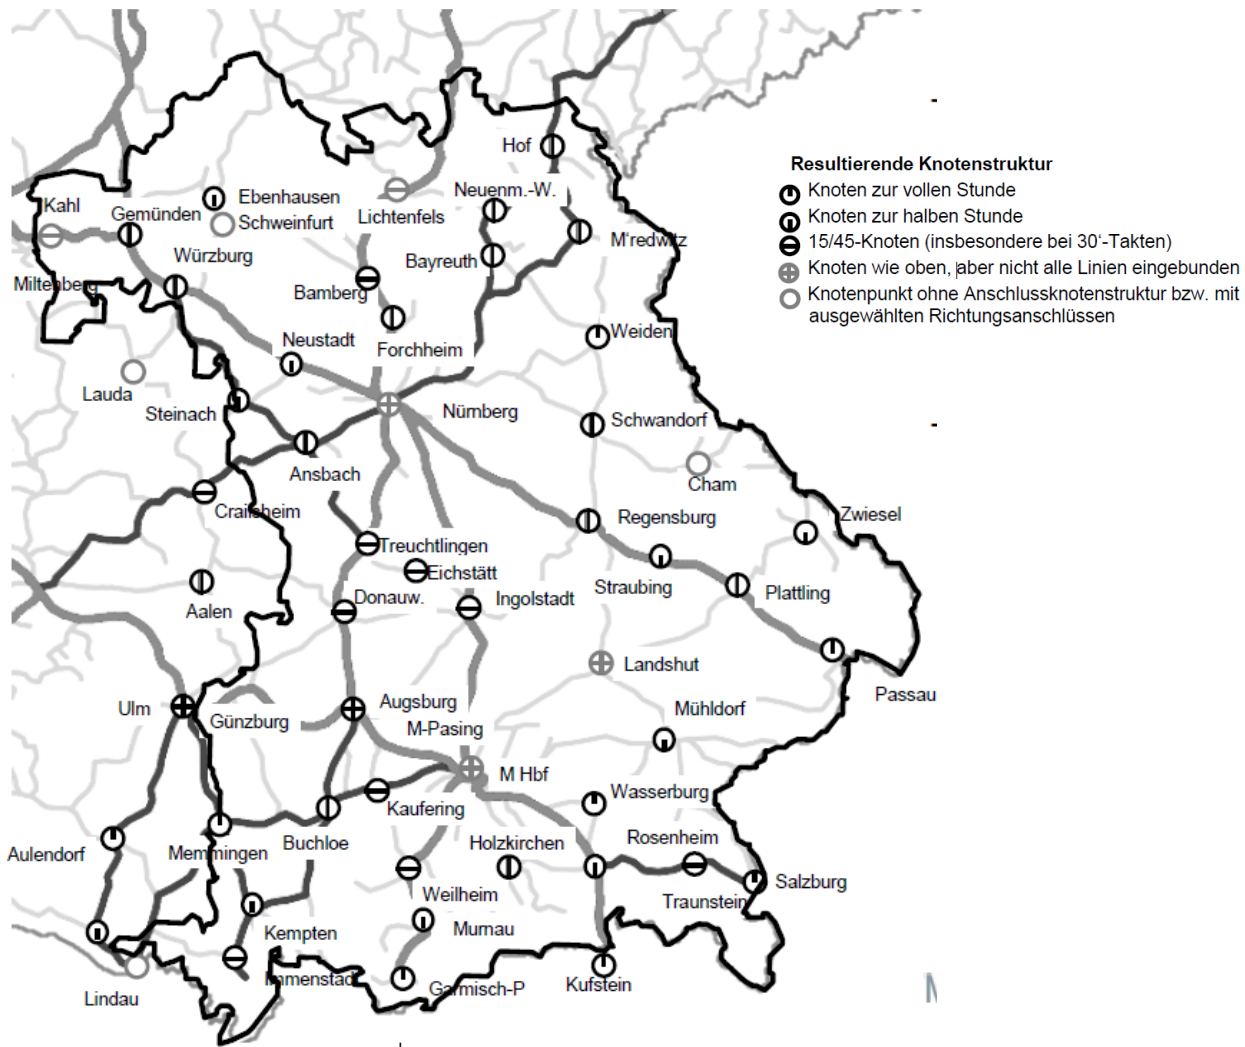 Hof
Resultierende Knotenstruktur
Knoten zur vollen Stunde
Knoten zur halben Stunde
15/45-Knoten (insbesondere bei 30'-Takten)
Knoten wie oben, aber nicht alle Linien eingebunden
Knotenpunkt ohne Anschlussknotenstruktur bzw. mit
ausgewählten Richtungsanschlüssen
Kahl
Ebenhausen
Neuenm.-W.
Gemünden
Schweinfurt
Lichtenfels
M'redwitz
Würzburg
Bayreuth
Miltenberg
Bamberg
Weiden
Neustadt
Forchheim
Lauda
Steinach
Nürnberg
Schwandorf
Ansbach
Cham
Crailsheim
Regensburg
Zwiesel
Treuchtlingen
Eichstätt
Straubing
Plattling
Aalen
Donauw.
Ingolstadt
Landshut
Passau
Ulm
Günzburg
Augsburg
Mühldorf
M-Pasing
M Hbf
Wasserburg
Kaufering
Rosenheim
Aulendorf
Memmingen
Buchloe
Holzkirchen
Salzburg
Weilheim
Traunstein
Kempten
Murnau
Immenstadt
Garmisch-P
Kufstein
Lindau